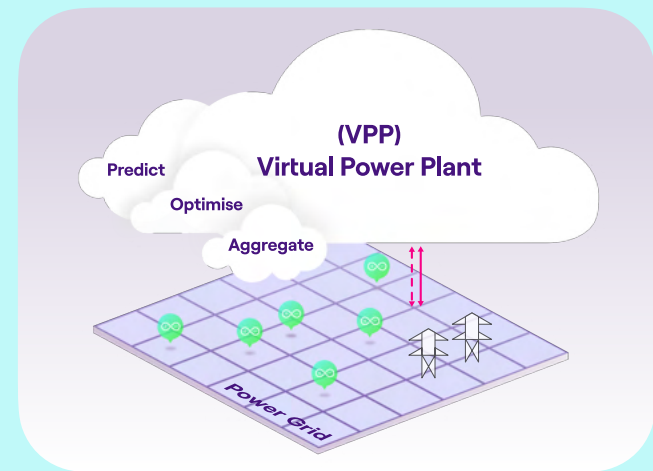 (VPP)
Virtual Power Plant
Predict
Optimise
Aggregate
Power Grid